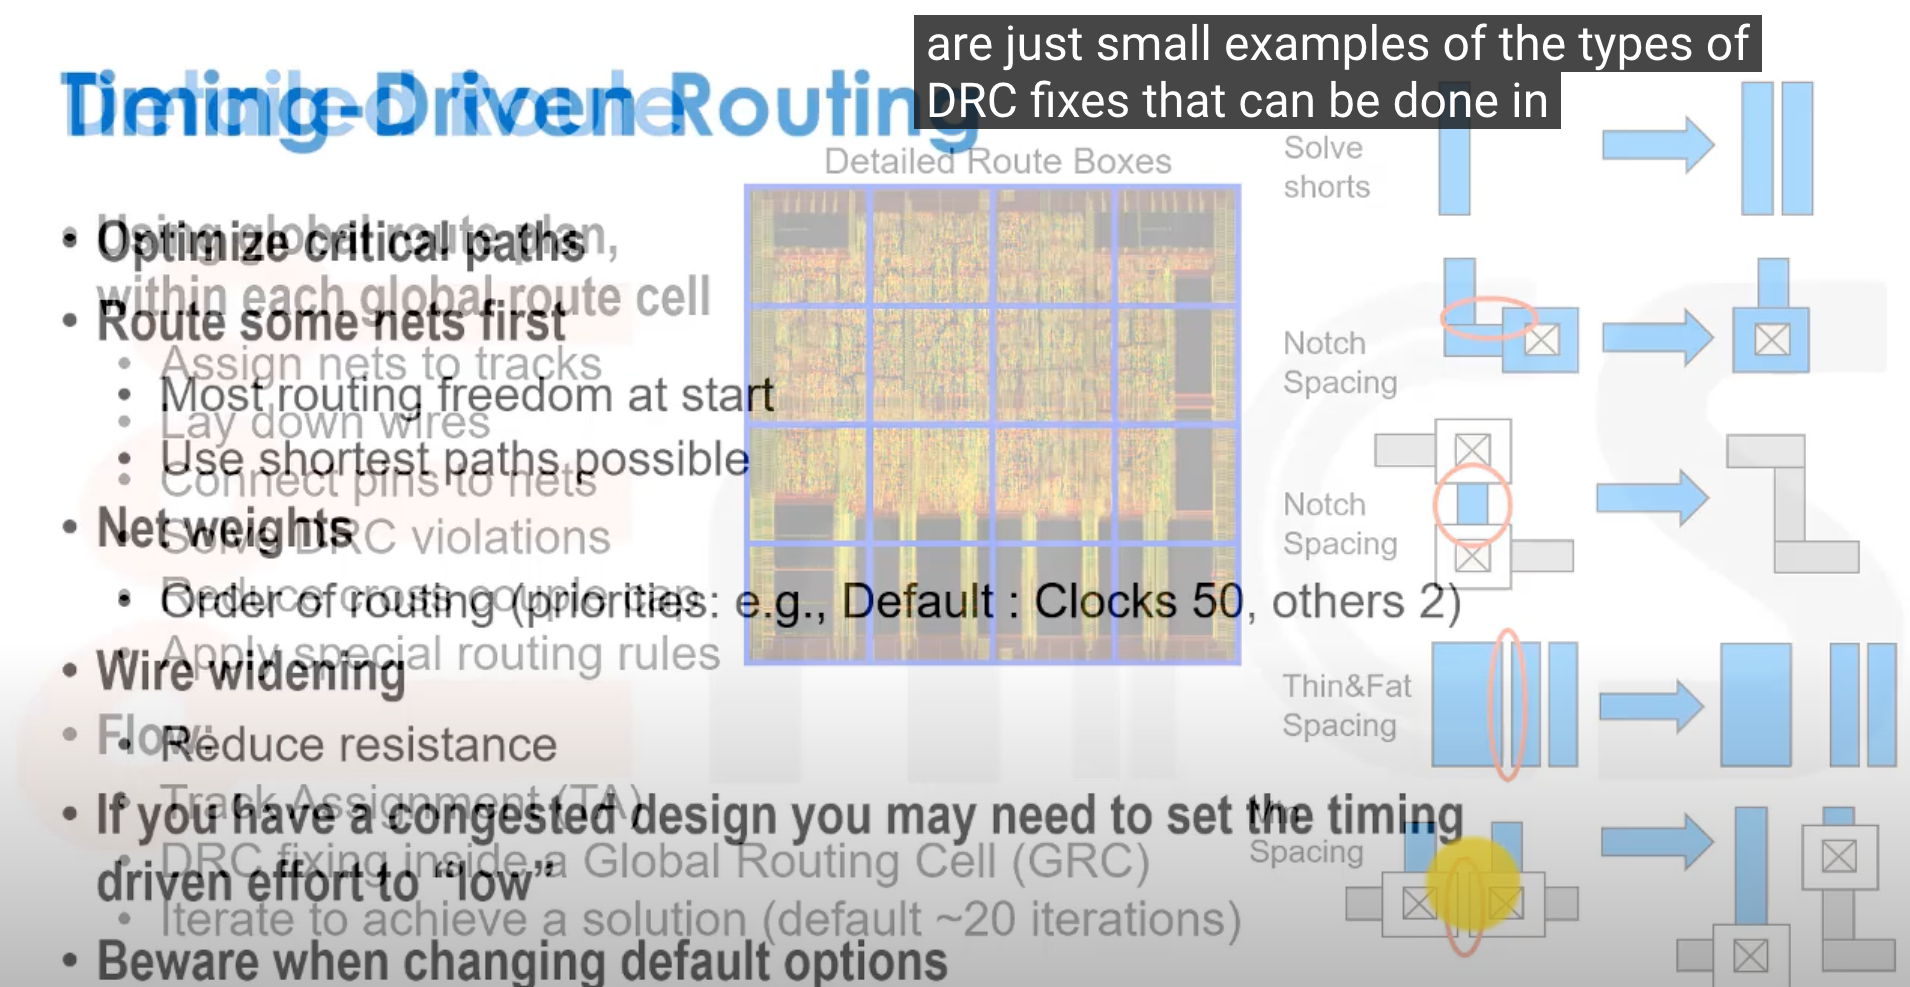 are just small examples of the types of
DRC fixes that can be done in
Timing-Driven Routing
Detailed Route
Detailed Route Boxes
• Optimize critical paths
• Route some nets first
• Most routing freedom at start
• Use shortest paths possible
• Net weights
• Order of routing (priorities: e.g., Default : Clocks 50, others 2)
• Wire widening
• Reduce resistance
• If you have a congested design you may need to set the timing
driven effort to “low”
• Beware when changing default options
• Using global route plan,
within each global route cell
• Assign nets to tracks
• Lay down wires
• Connect pins to nets
• Solve DRC violations
• Reduce cross couple cap
• Apply special routing rules
• Flow:
• Track Assignment (TA)
• DRC fixing inside a Global Routing Cell (GRC)
• Iterate to achieve a solution (default ~20 iterations)
Solve
shorts
Notch
Spacing
Notch
Spacing
Thin&Fat
Spacing
Min
Spacing